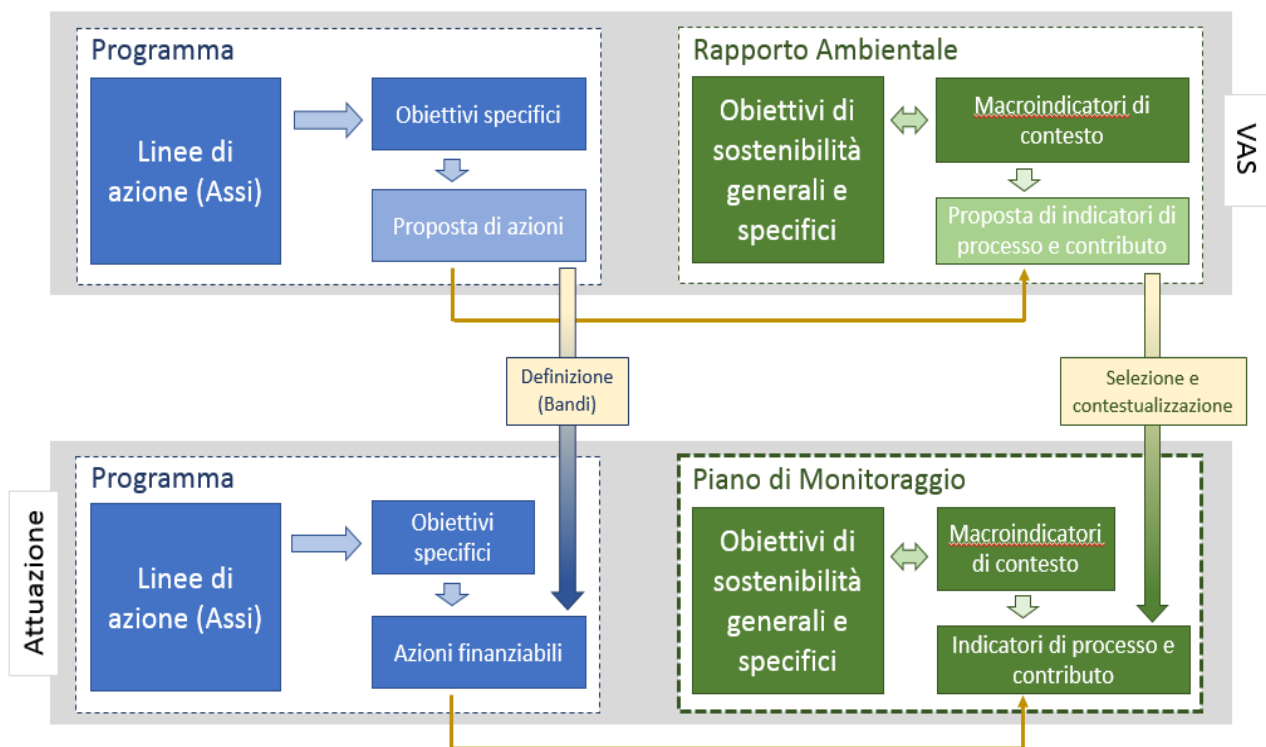 Programma
Linee di
azione (Assi)
Obiettivi specifici
Proposta di azioni
Rapporto Ambientale
Obiettivi di
sostenibilità
generali e
specifici
Macroindicatori di
contesto
Proposta di indicatori di
processo e contributo
VAS
Definizione
(Bandi)
Selezione e
contestualizzazione
Attuazione
Programma
Linee di
azione (Assi)
Obiettivi
specifici
Azioni finanziabili
Piano di Monitoraggio
Obiettivi di
sostenibilità
generali e
specifici
Macroindicatori
di contesto
Indicatori di processo e
contributo